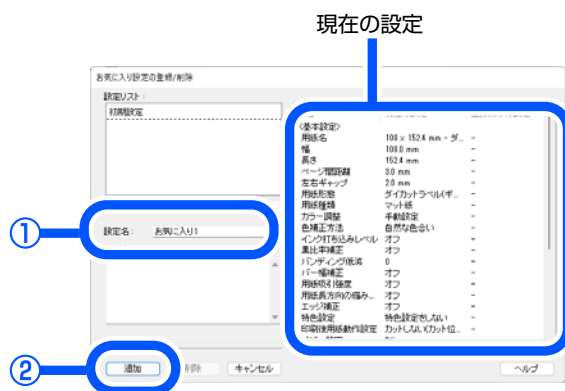 現在の設定
お気に入り設定の登録/削除
設定リスト：
初期設定
<基本設定>
用紙名 108 x 152.4 mm - ダ... -
幅 108.0 mm -
長さ 152.4 mm -
ページ間距離 3.0 mm -
左右ギャップ 2.0 mm -
用紙形態 ダイカットラベル(ギ... -
用紙種類 マット紙 -
カラー調整 手動設定 -
色補正方法 自然な色合い -
インク打ち込みレベル オフ -
黒比率補正 オフ -
バンディング低減 0 -
バー幅補正 オフ -
用紙吸引強度 オフ -
用紙長方向の縮み... オフ -
エッジ補正 オフ -
特色設定 特色設定をしない -
印刷後用紙動作設定 カットしない(カット位... -
① 設定名： お気に入り1
② 追加 削除 キャンセル ヘルプ